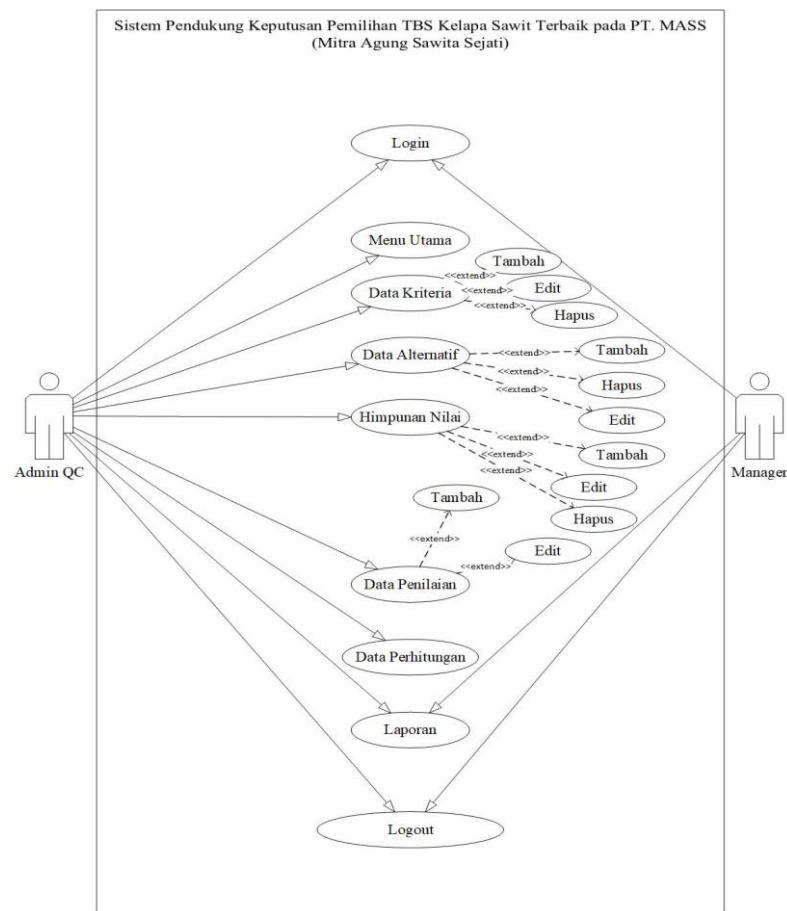 Sistem Pendukung Keputusan Pemilihan TBS Kelapa Sawit Terbaik pada PT. MASS
(Mitra Agung Sawita Sejati)
Login
Menu Utama
Tambah
<<extend>>
Data Kriteria
<<extend>>
Edit
<<extend>>
Hapus
Data Alternatif
<<extend>>
Tambah
<<extend>>
Hapus
<<extend>>
Edit
Himpunan Nilai
<<extend>>
Tambah
<<extend>>
Edit
<<extend>>
Hapus
Admin QC
Manager
Tambah
<<extend>>
Edit
<<extend>>
Data Penilaian
Data Perhitungan
Laporan
Logout